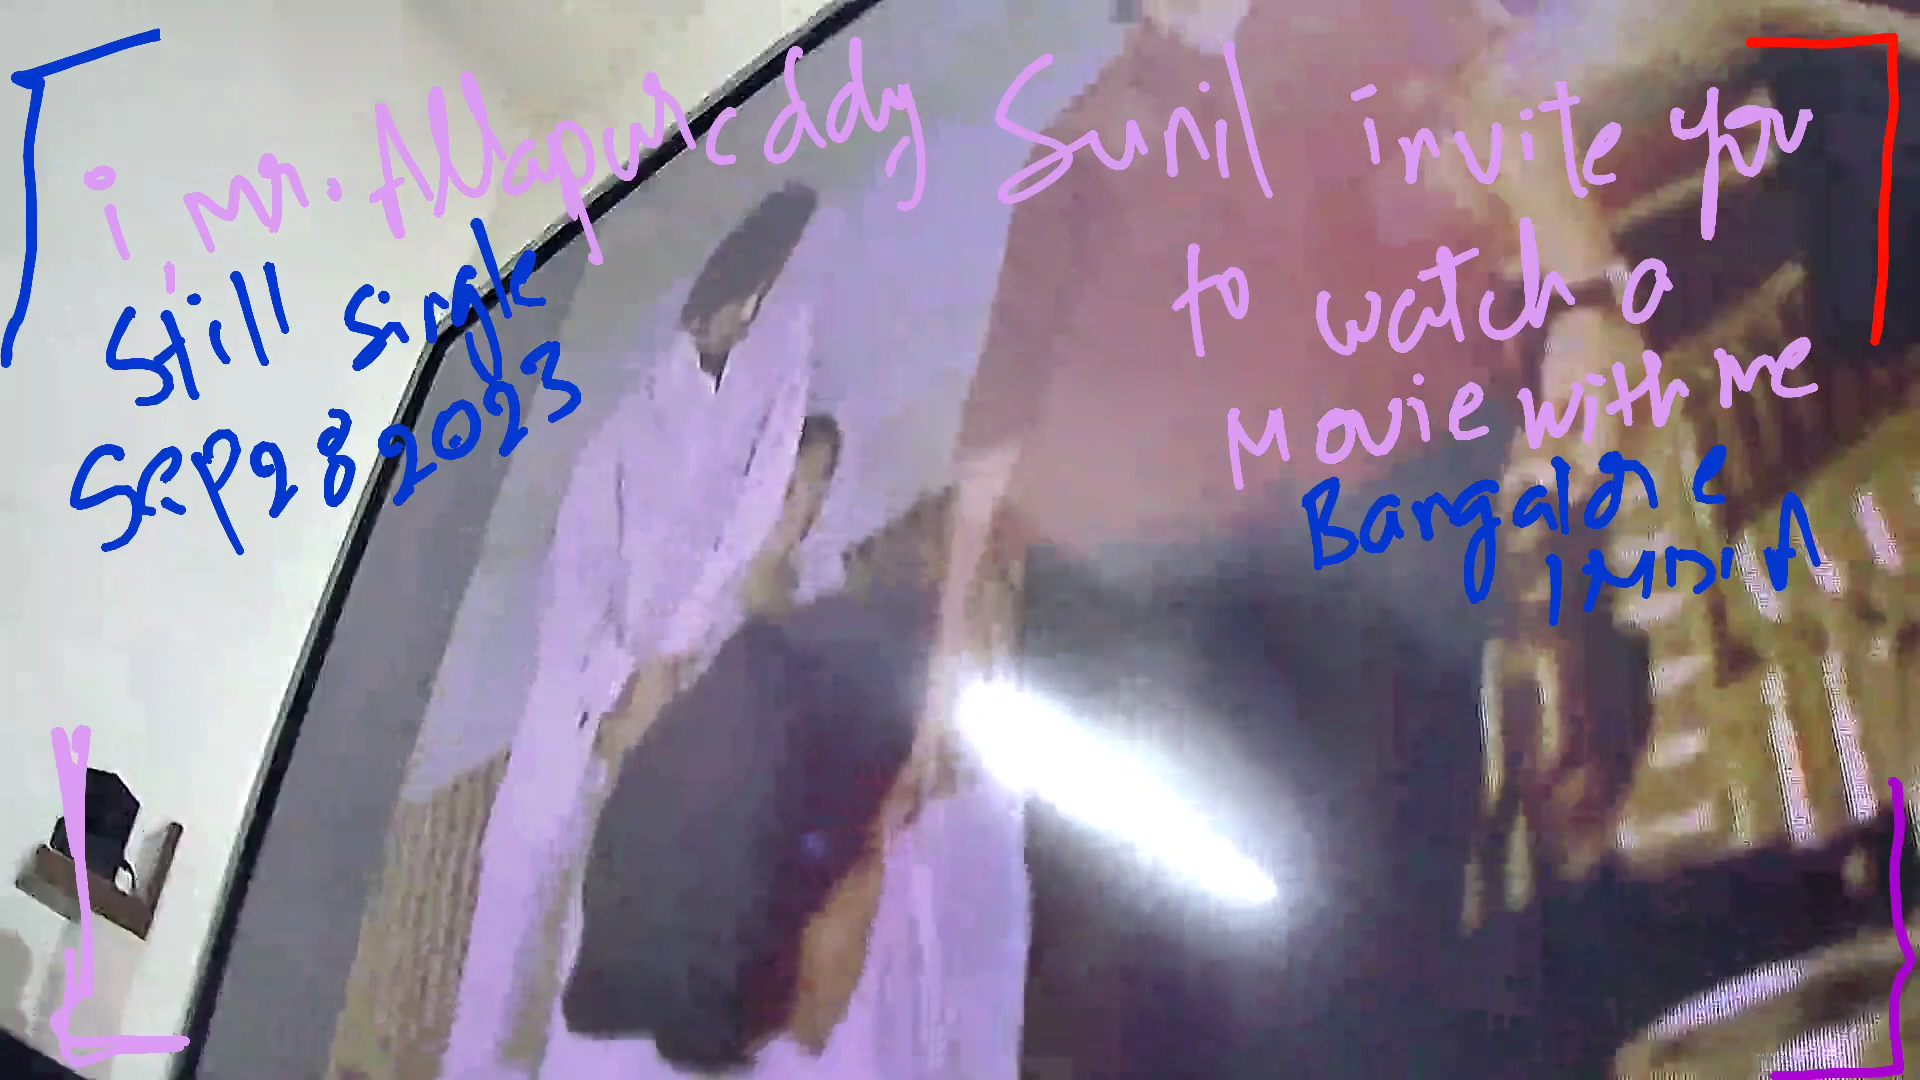 i mr. Allapureddy Sunil invite you
to watch a
Movie with me
Still single
Sep 28 2023
Bangalore
INDIA